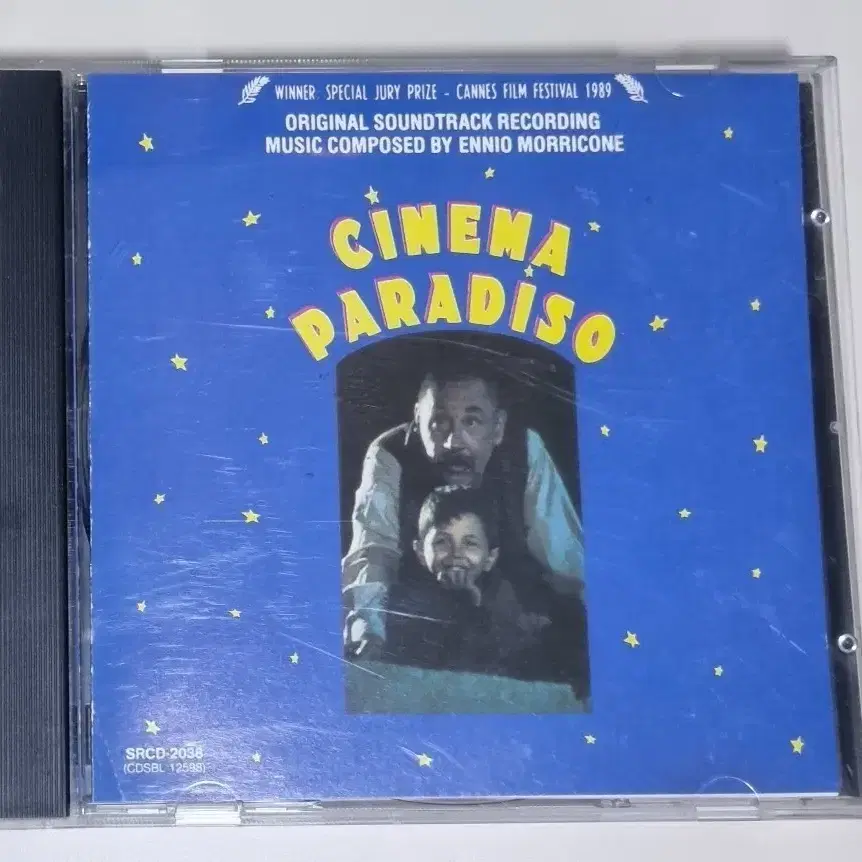 WINNER: SPECIAL JURY PRIZE - CANNES FILM FESTIVAL 1989
ORIGINAL SOUNDTRACK RECORDING
MUSIC COMPOSED BY ENNIO MORRICONE
CINEMA
PARADISO
SRCD-2036
(CDSBL 12598)